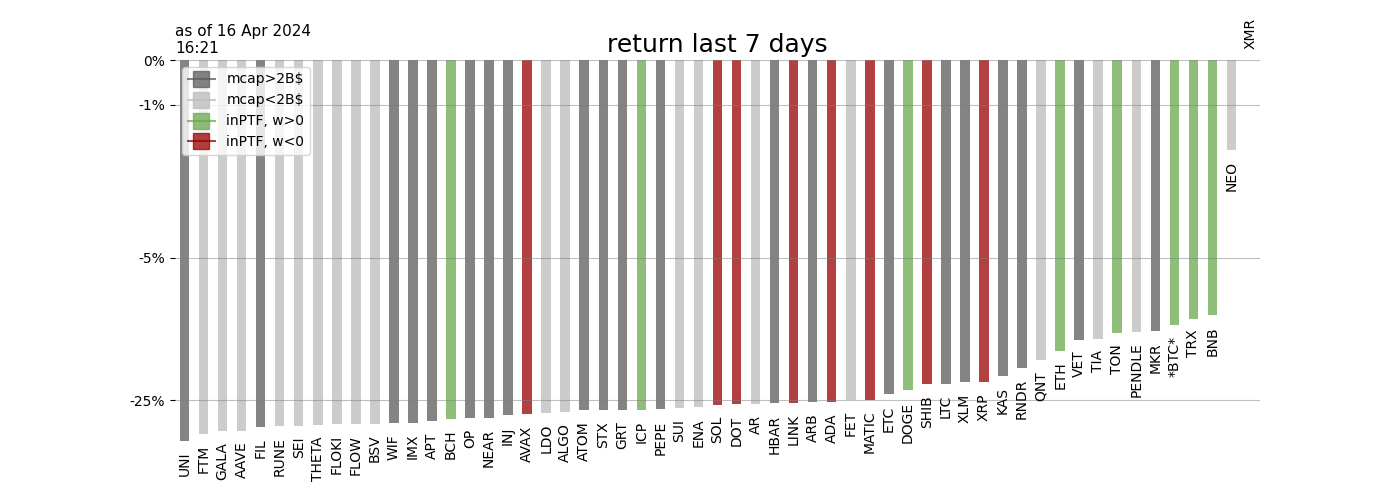 as of 16 Apr 2024
16:21
return last 7 days
XMR
0%
-1%
-5%
-25%
mcap>2B$
mcap<2B$
inPTF, w>0
inPTF, w<0
UNI
FTM
GALA
AAVE
FIL
RUNE
SEI
THETA
FLOKI
FLOW
BSV
WIF
IMX
APT
BCH
OP
NEAR
INJ
AVAX
LDO
ALGO
ATOM
STX
GRT
ICP
PEPE
SUI
ENA
SOL
DOT
AR
HBAR
LINK
ARB
ADA
FET
MATIC
ETC
DOGE
SHIB
LTC
XLM
XRP
KAS
RNDR
QNT
ETH
VET
TIA
TON
PENDLE
MKR
*BTC*
TRX
BNB
NEO